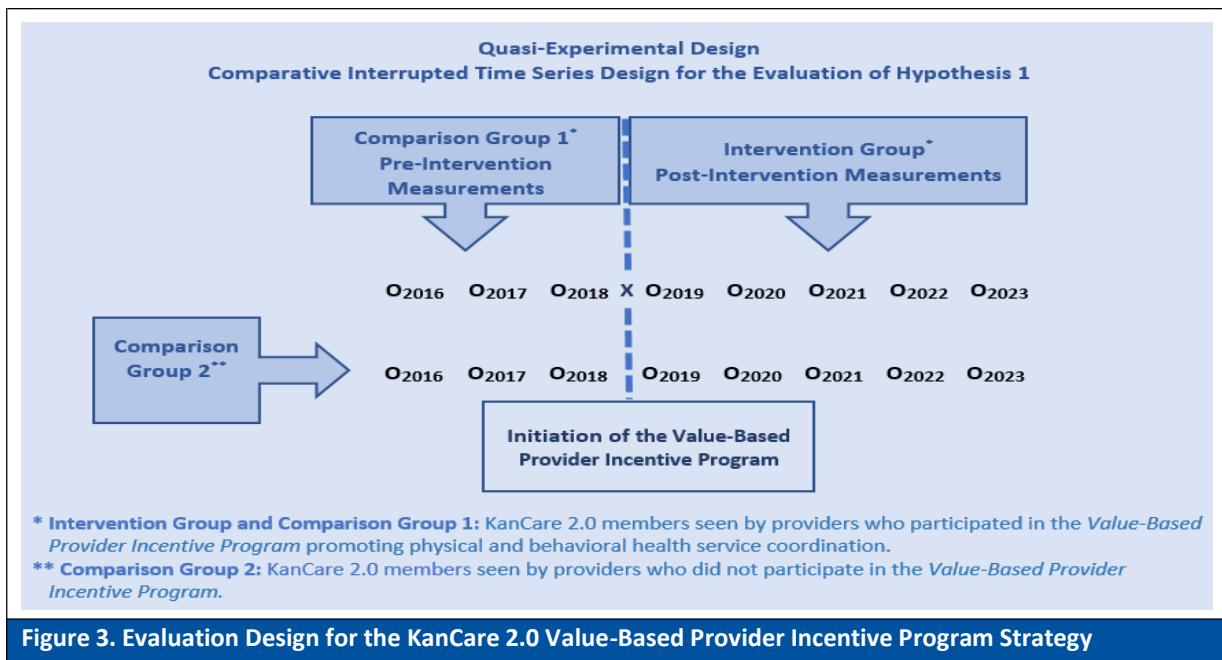 Quasi-Experimental Design
Comparative Interrupted Time Series Design for the Evaluation of Hypothesis 1
Comparison Group 1*
Pre-Intervention
Measurements
Intervention Group*
Post-Intervention Measurements
O2016 O2017 O2018 X O2019 O2020 O2021 O2022 O2023
Comparison
Group 2**
O2016 O2017 O2018 O2019 O2020 O2021 O2022 O2023
Initiation of the Value-Based
Provider Incentive Program
* Intervention Group and Comparison Group 1: KanCare 2.0 members seen by providers who participated in the Value-Based
Provider Incentive Program promoting physical and behavioral health service coordination.
** Comparison Group 2: KanCare 2.0 members seen by providers who did not participate in the Value-Based Provider
Incentive Program.
Figure 3. Evaluation Design for the KanCare 2.0 Value-Based Provider Incentive Program Strategy